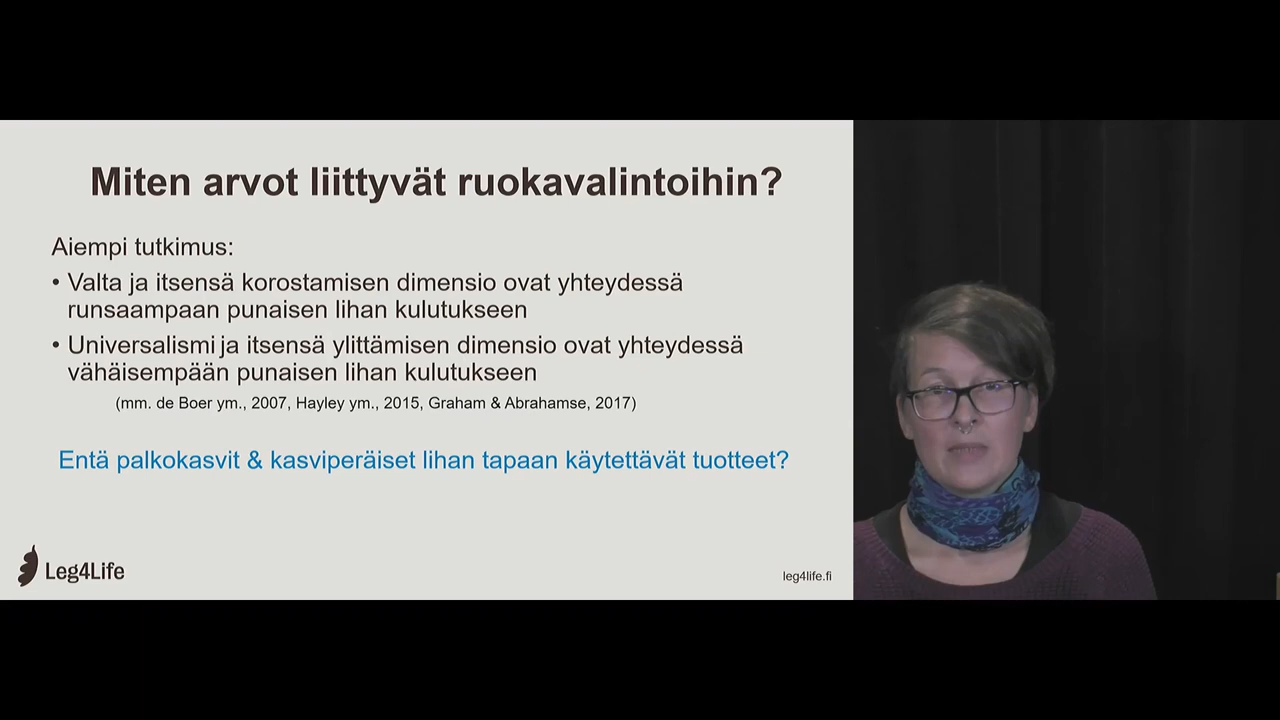 Miten arvot liittyvät ruokavalintoihin?
Aiempi tutkimus:
• Valta ja itsensä korostamisen dimensio ovat yhteydessä
runsaampaan punaisen lihan kulutukseen
• Universalismi ja itsensä ylittämisen dimensio ovat yhteydessä
vähäisempään punaisen lihan kulutukseen
(mm. de Boer ym., 2007, Hayley ym., 2015, Graham & Abrahamse, 2017)
Entä palkokasvit & kasviperäiset lihan tapaan käytettävät tuotteet?
Leg4Life
leg4life.fi